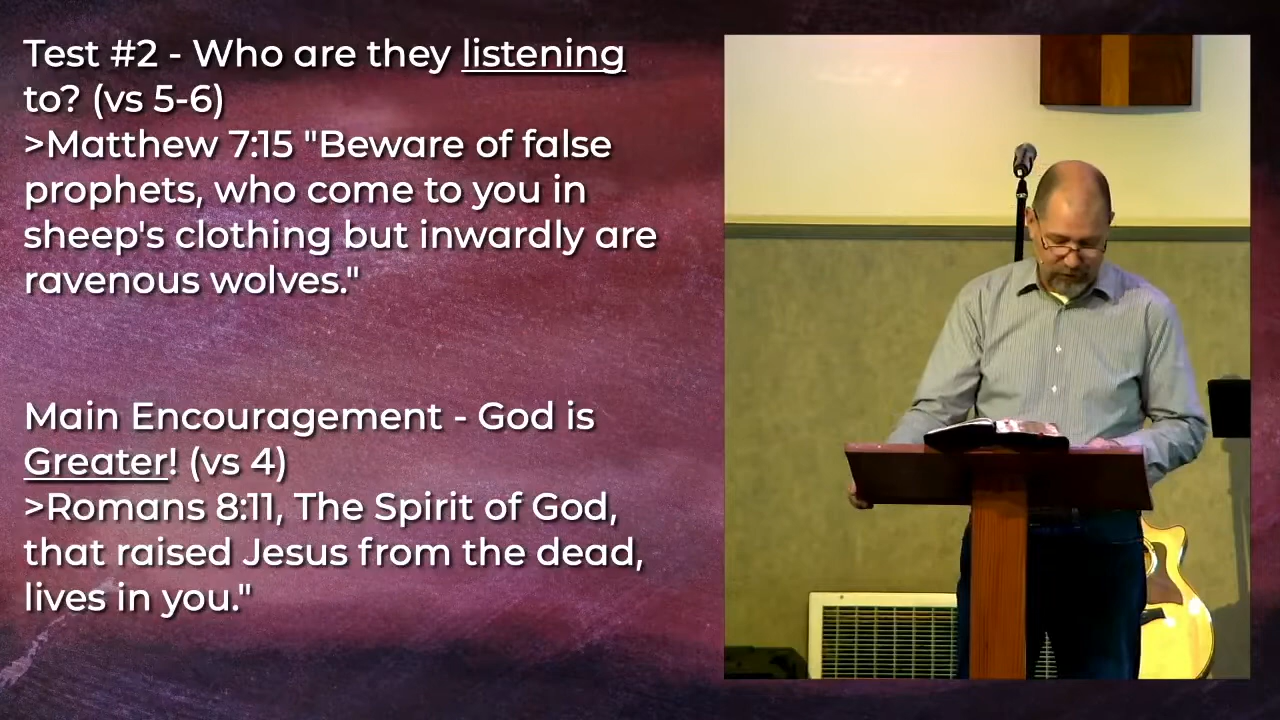 Test #2 - Who are they listening
to? (vs 5-6)
>Matthew 7:15 "Beware of false
prophets, who come to you in
sheep's clothing but inwardly are
ravenous wolves."
Main Encouragement - God is
Greater! (vs 4)
>Romans 8:11, The Spirit of God,
that raised Jesus from the dead,
lives in you."